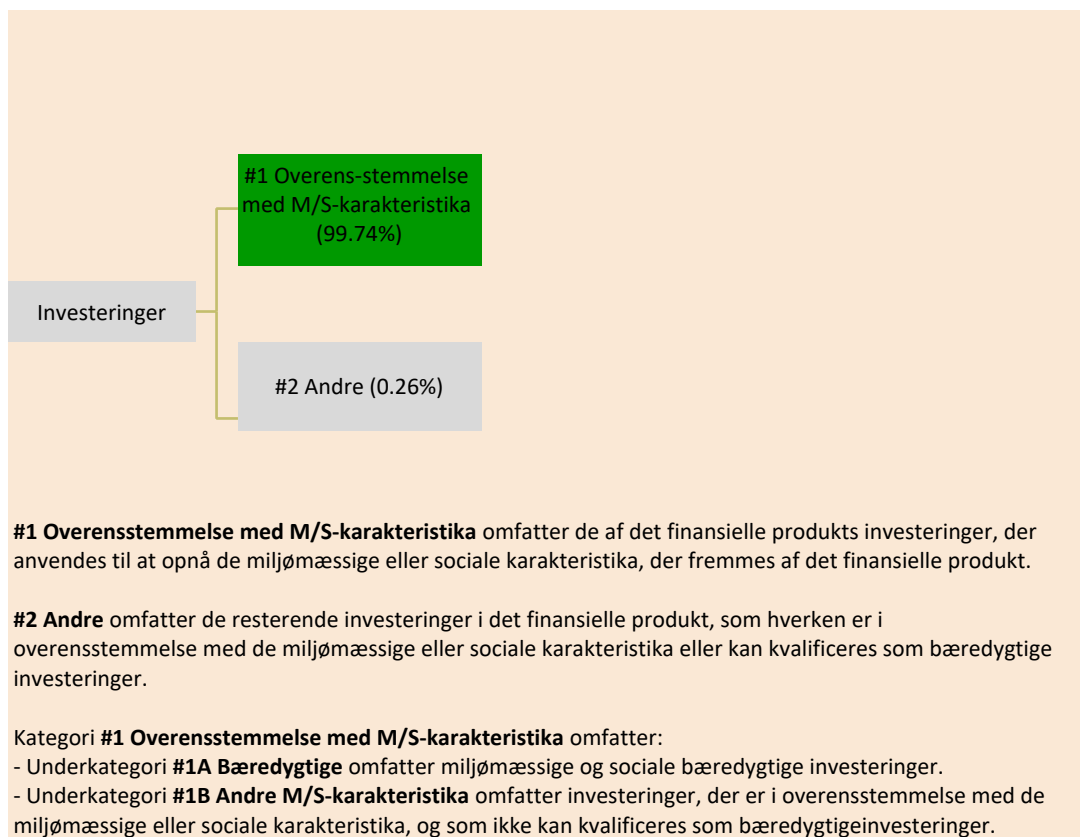 #1 Overens-stemmelse
med M/S-karakteristika
(99.74%)
Investeringer
#2 Andre (0.26%)
#1 Overensstemmelse med M/S-karakteristika omfatter de af det finansielle produkts investeringer, der
anvendes til at opnå de miljømæssige eller sociale karakteristika, der fremmes af det finansielle produkt.
#2 Andre omfatter de resterende investeringer i det finansielle produkt, som hverken er i
overensstemmelse med de miljømæssige eller sociale karakteristika eller kan kvalificeres som bæredygtige
investeringer.
Kategori #1 Overensstemmelse med M/S-karakteristika omfatter:
- Underkategori #1A Bæredygtige omfatter miljømæssige og sociale bæredygtige investeringer.
- Underkategori #1B Andre M/S-karakteristika omfatter investeringer, der er i overensstemmelse med de
miljømæssige eller sociale karakteristika, og som ikke kan kvalificeres som bæredygtigeinvesteringer.